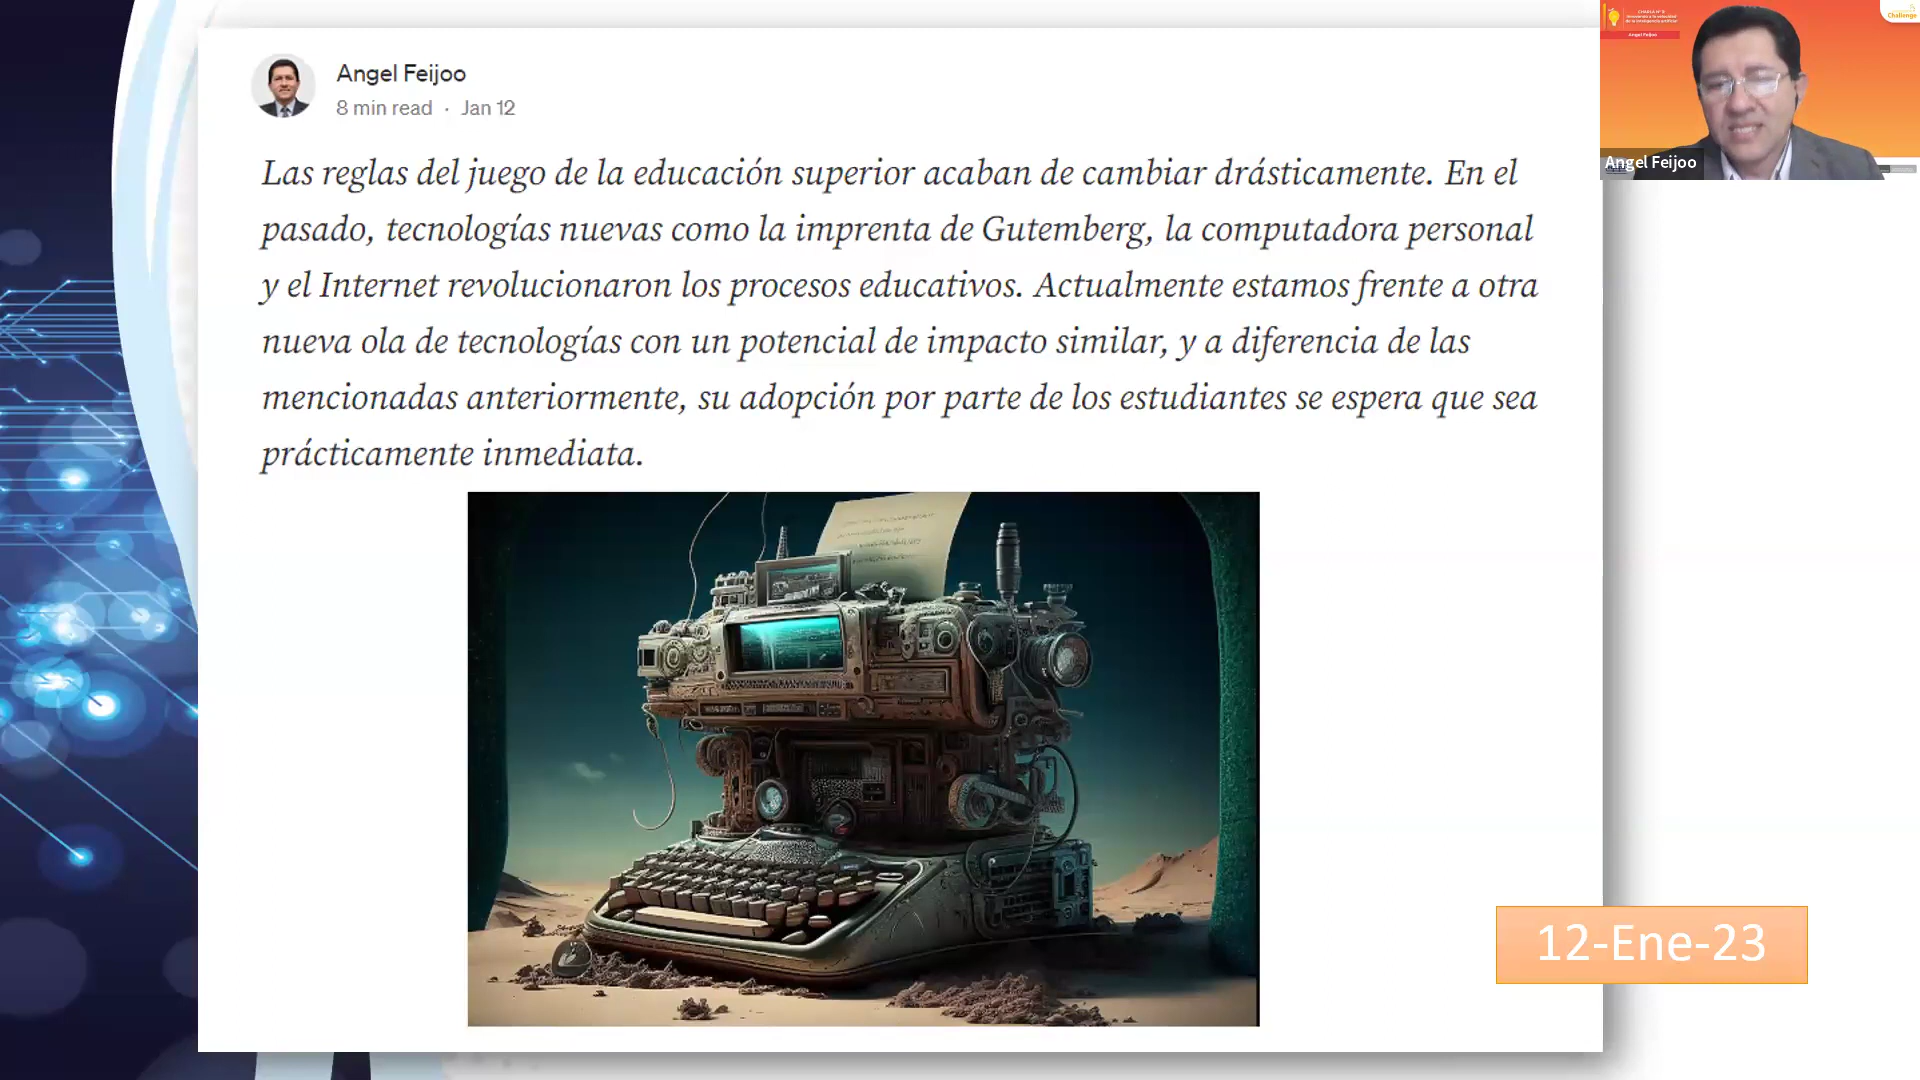 Angel Feijoo
8 min read · Jan 12
Las reglas del juego de la educación superior acaban de cambiar drásticamente. En el
pasado, tecnologías nuevas como la imprenta de Gutemberg, la computadora personal
y el Internet revolucionaron los procesos educativos. Actualmente estamos frente a otra
nueva ola de tecnologías con un potencial de impacto similar, y a diferencia de las
mencionadas anteriormente, su adopción por parte de los estudiantes se espera que sea
prácticamente inmediata.
12-Ene-23
Angel Feijoo
Challenge
Angel Feijoo